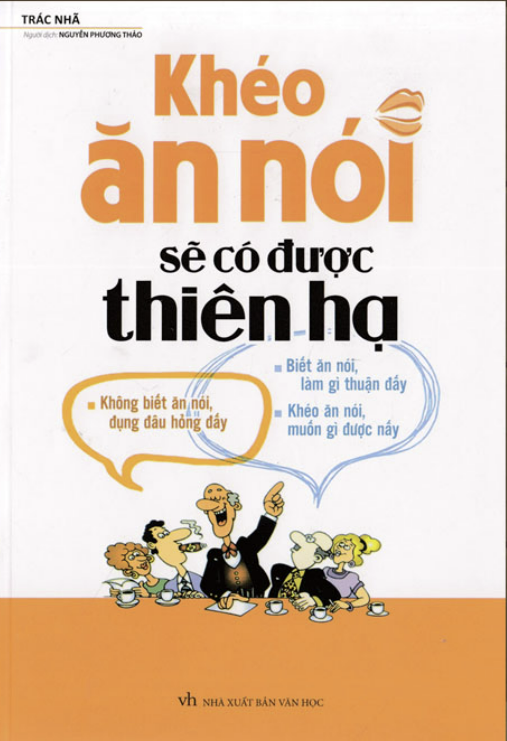 TRÁC NHÃ
Người dịch: NGUYỄN PHƯƠNG THẢO
Khéo
ăn nói
sẽ có được
thiên hạ
Biết ăn nói,
làm gì thuận đấy
Khéo ăn nói,
muốn gì được nấy
Không biết ăn nói,
đụng đâu hỏng đấy
vh NHÀ XUẤT BẢN VĂN HỌC